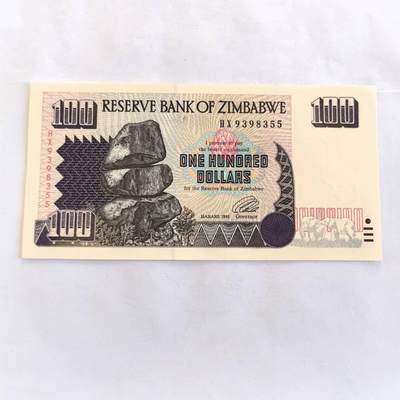 100 RESERVE BANK OF ZIMBABWE 100
HX9398355
HX9398355
I promise to pay
the bearer on demand
ONE HUNDRED
DOLLARS
for the Reserve Bank of Zimbabwe
HARARE 1995 Governor
100